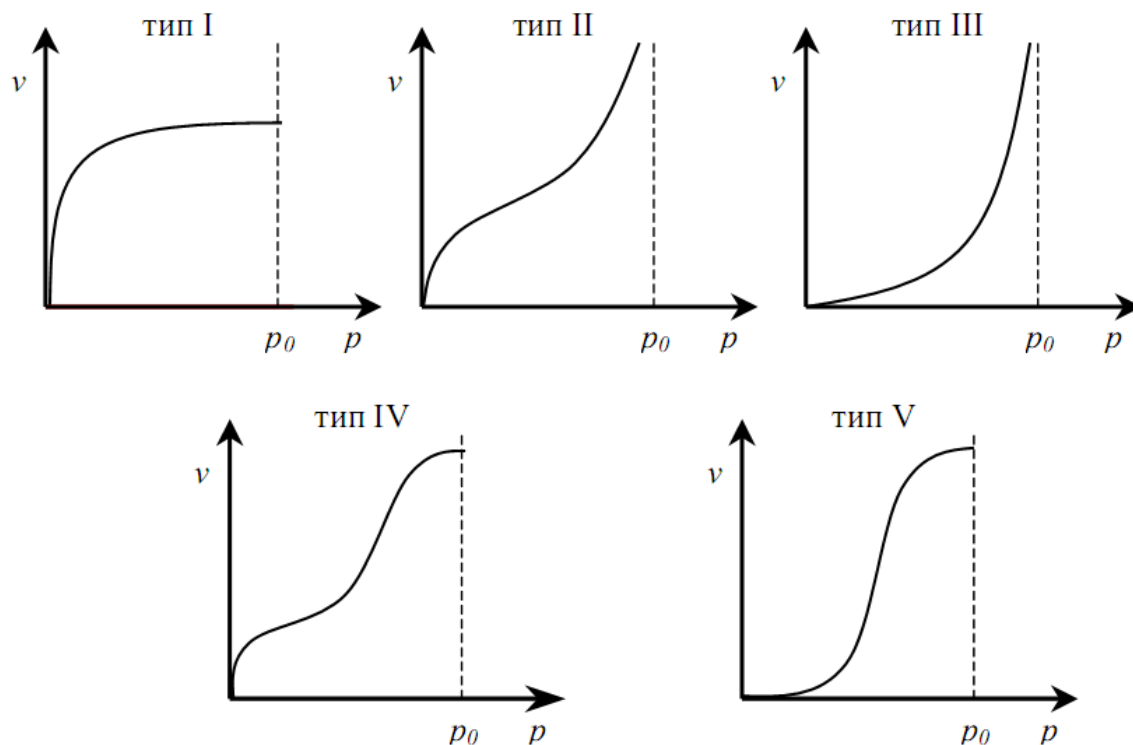 тип I
тип II
тип III
v
v
v
p₀ p
p₀ p
p₀ p
тип IV
тип V
v
v
p₀ p
p₀ p